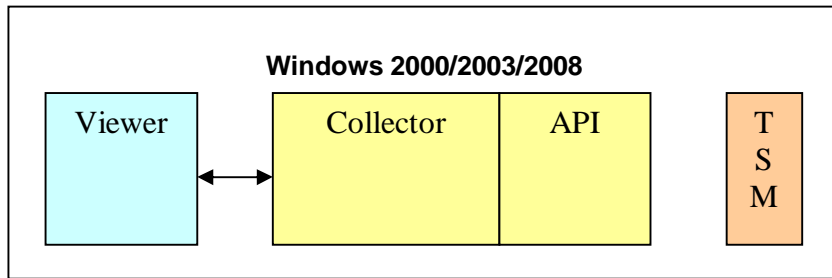 Windows 2000/2003/2008
Viewer
Collector
API
T
S
M